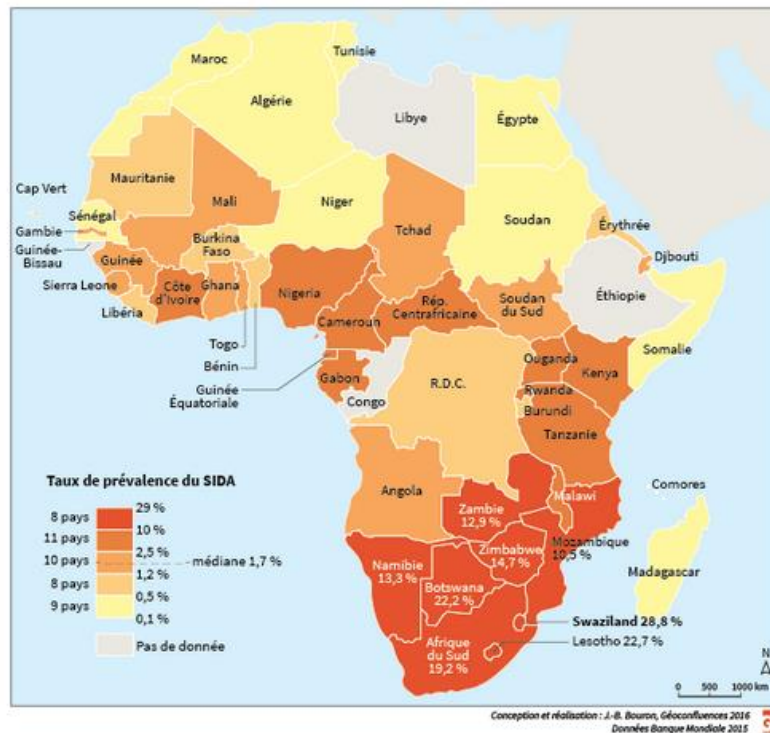 Tunisie
Maroc
Algérie
Libye
Égypte
Mauritanie
Mali
Niger
Cap Vert
Sénégal
Gambie
Guinée-
Bissau
Burkina
Faso
Tchad
Soudan
Érythrée
Djibouti
Guinée
Sierra Leone
Côte
d'Ivoire
Ghana
Nigeria
Libéria
Rép.
Centrafricaine
Soudan
du Sud
Éthiopie
Cameroun
Togo
Bénin
Somalie
Ouganda
Kenya
Guinée
Équatoriale
Gabon
Congo
R.D.C.
Rwanda
Burundi
Tanzanie
Taux de prévalence du SIDA
29 %
8 pays
10 %
11 pays
2,5 %
10 pays
médiane 1,7 %
1,2 %
8 pays
0,5 %
9 pays
0,1 %
Pas de donnée
Angola
Zambie
12,9 %
Malawi
Comores
Mozambique
10,5 %
Zimbabwe
14,7 %
Namibie
13,3 %
Botswana
22,2 %
Madagascar
Swaziland 28,8 %
Lesotho 22,7 %
Afrique
du Sud
19,2 %
N
0 500 1000 km
Conception et réalisation : J.-B. Bouron, Géoconfluences 2016
Données Banque Mondiale 2015